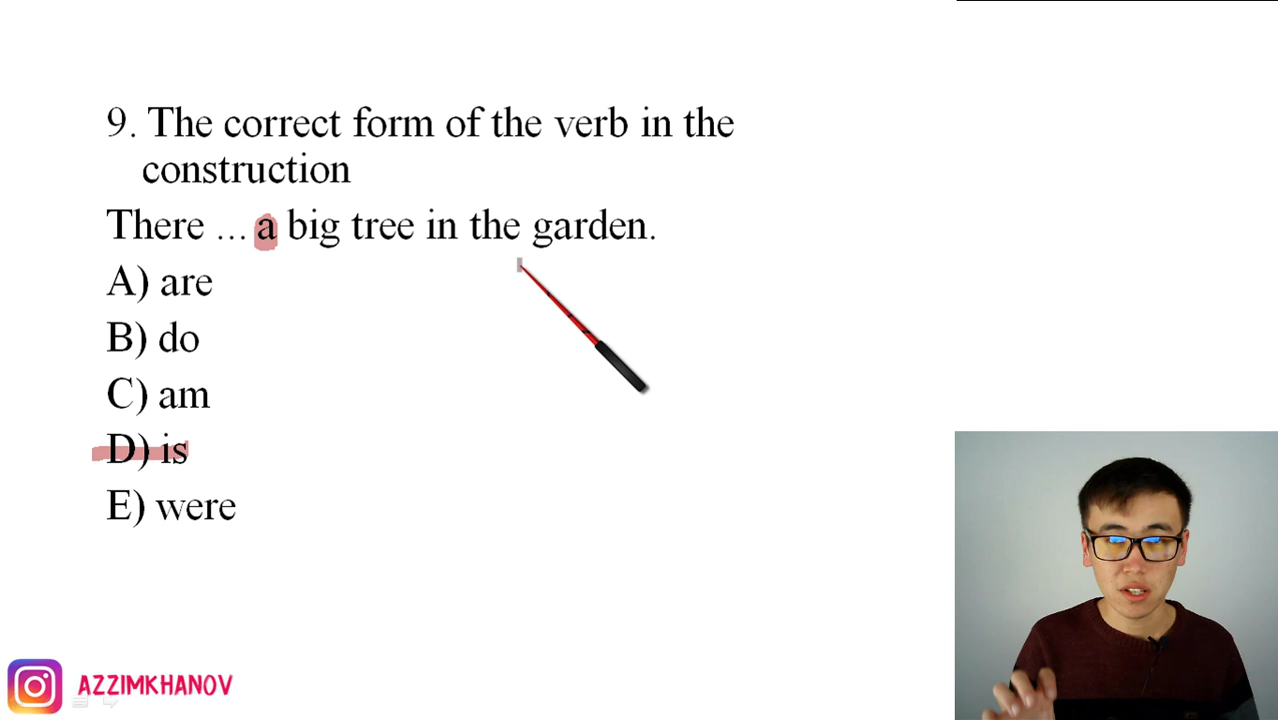 9. The correct form of the verb in the
construction
There ... a big tree in the garden.
A) are
B) do
C) am
D) is
E) were
AZZIMKHANOV